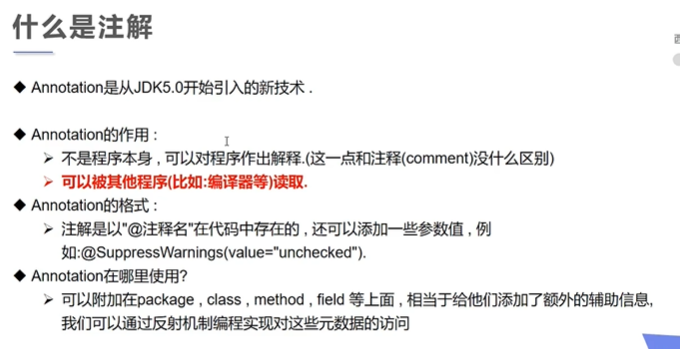 什么是注解
◆ Annotation是从JDK5.0开始引入的新技术 .
◆ Annotation的作用 :
➢ 不是程序本身 , 可以对程序作出解释.(这一点和注释(comment)没什么区别)
➢ 可以被其他程序(比如:编译器等)读取.
◆ Annotation的格式 :
➢ 注解是以"@注释名"在代码中存在的 , 还可以添加一些参数值 , 例
如:@SuppressWarnings(value="unchecked").
◆ Annotation在哪里使用?
➢ 可以附加在package , class , method , field 等上面 , 相当于给他们添加了额外的辅助信息,
我们可以通过反射机制编程实现对这些元数据的访问